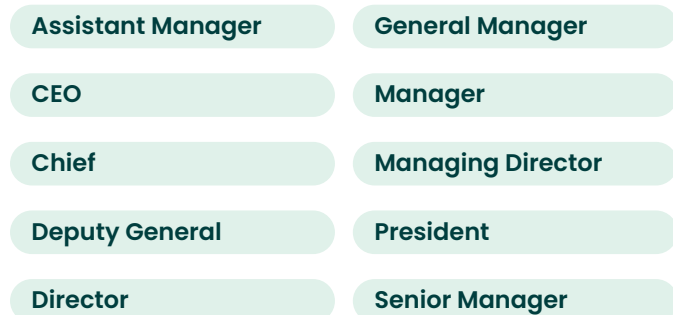 Assistant Manager
General Manager
CEO
Manager
Chief
Managing Director
Deputy General
President
Director
Senior Manager